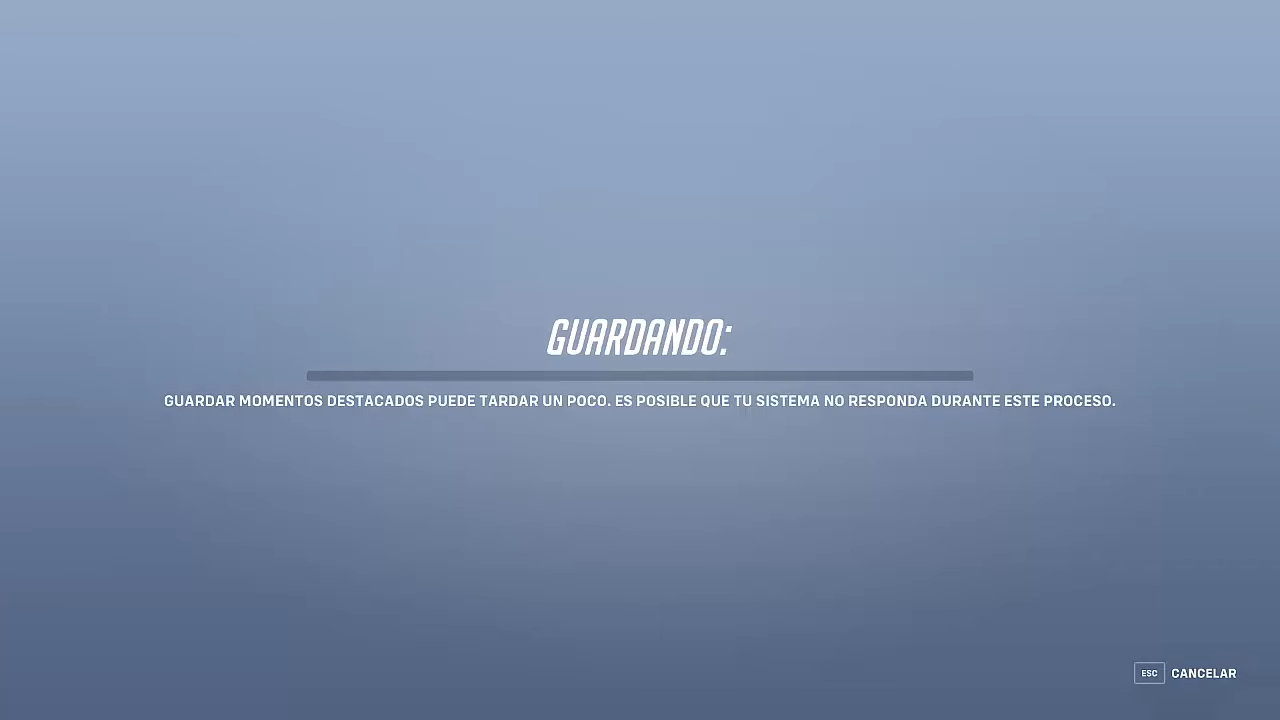 GUARDANDO:
GUARDAR MOMENTOS DESTACADOS PUEDE TARDAR UN POCO. ES POSIBLE QUE TU SISTEMA NO RESPONDA DURANTE ESTE PROCESO.
ESC CANCELAR